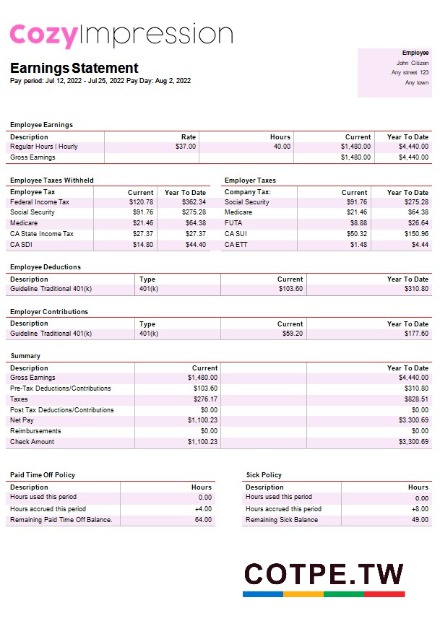 CozyImpression
Employee
John Citizen
Any street 123
Any town
Earnings Statement
Pay period: Jul 12, 2022 - Jul 25, 2022 Pay Day: Aug 2, 2022
Employee Earnings
Description Rate Hours Current Year To Date
Regular Hours | Hourly $37.00 40.00 $1,480.00 $4,440.00
Gross Earnings $1,480.00 $4,440.00
Employee Taxes Withheld Employer Taxes
Employee Tax Current Year To Date Company Tax Current Year To Date
Federal Income Tax $120.78 $362.34 Social Security $91.76 $275.28
Social Security $91.76 $275.28 Medicare $21.46 $64.38
Medicare $21.46 $64.38 FUTA $8.88 $26.64
CA State Income Tax $27.37 $27.37 CA SUI $50.32 $150.96
CA SDI $14.80 $44.40 CA ETT $1.48 $4.44
Employee Deductions
Description Type Current Year To Date
Guideline Traditional 401(k) 401(k) $103.60 $310.80
Employer Contributions
Description Type Current Year To Date
Guideline Traditional 401(k) 401(k) $59.20 $177.60
Summary
Description Current Year To Date
Gross Earnings $1,480.00 $4,440.00
Pre-Tax Deductions/Contributions $103.60 $310.80
Taxes $276.17 $828.51
Post Tax Deductions/Contributions $0.00 $0.00
Net Pay $1,100.23 $3 300.69
Reimbursements $0.00 $0.00
Check Amount $1,100.23 $3,300.69
Paid Time Off Policy Sick Policy
Description Hours Description Hours
Hours used this period 0.00 Hours used this period 0.00
Hours accrued this period +4.00 Hours accrued this period +8.00
Remaining Paid Time Off Balance. 64.00 Remaining Sick Balance 49.00
COTPE.TW